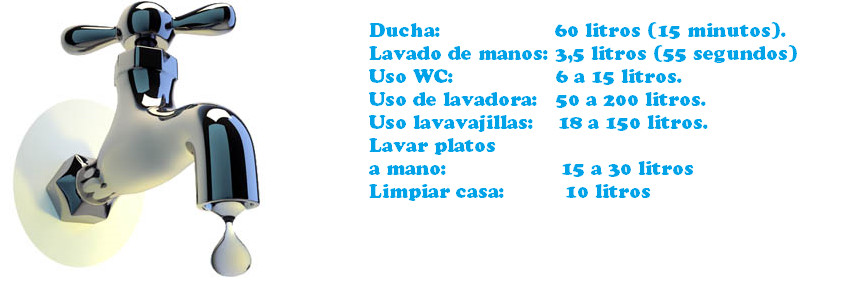 Ducha: 60 litros (15 minutos).
Lavado de manos: 3,5 litros (55 segundos)
Uso WC: 6 a 15 litros.
Uso de lavadora: 50 a 200 litros.
Uso lavavajillas: 18 a 150 litros.
Lavar platos
a mano: 15 a 30 litros
Limpiar casa: 10 litros